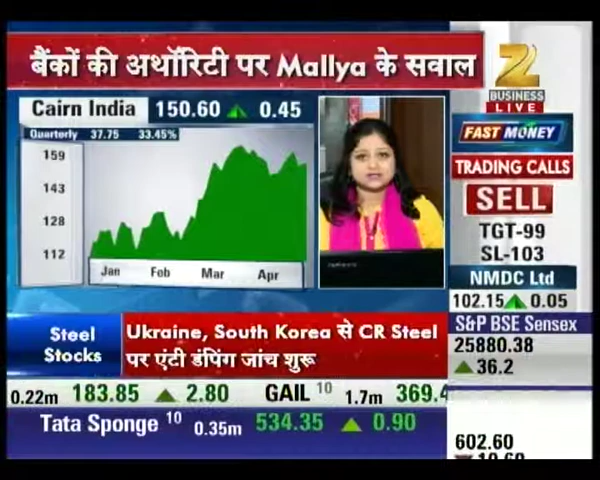 बैंकों की अथॉरिटी पर Mallya के सवाल
Z
BUSINESS
LIVE
Cairn India 150.60 0.45
Quarterly 37.75 33.45%
159
143
128
112
Jan Feb Mar Apr
FAST MONEY
TRADING CALLS
SELL
TGT-99
SL-103
NMDC Ltd
102.15 0.05
S&P BSE Sensex
25880.38
36.2
Steel Stocks
Ukraine, South Korea से CR Steel
पर एंटी डंपिंग जांच शुरू
0.22m 183.85 2.80 GAIL 10 1.7m 369.4
Tata Sponge 10 0.35m 534.35 0.90
602.60
10.60